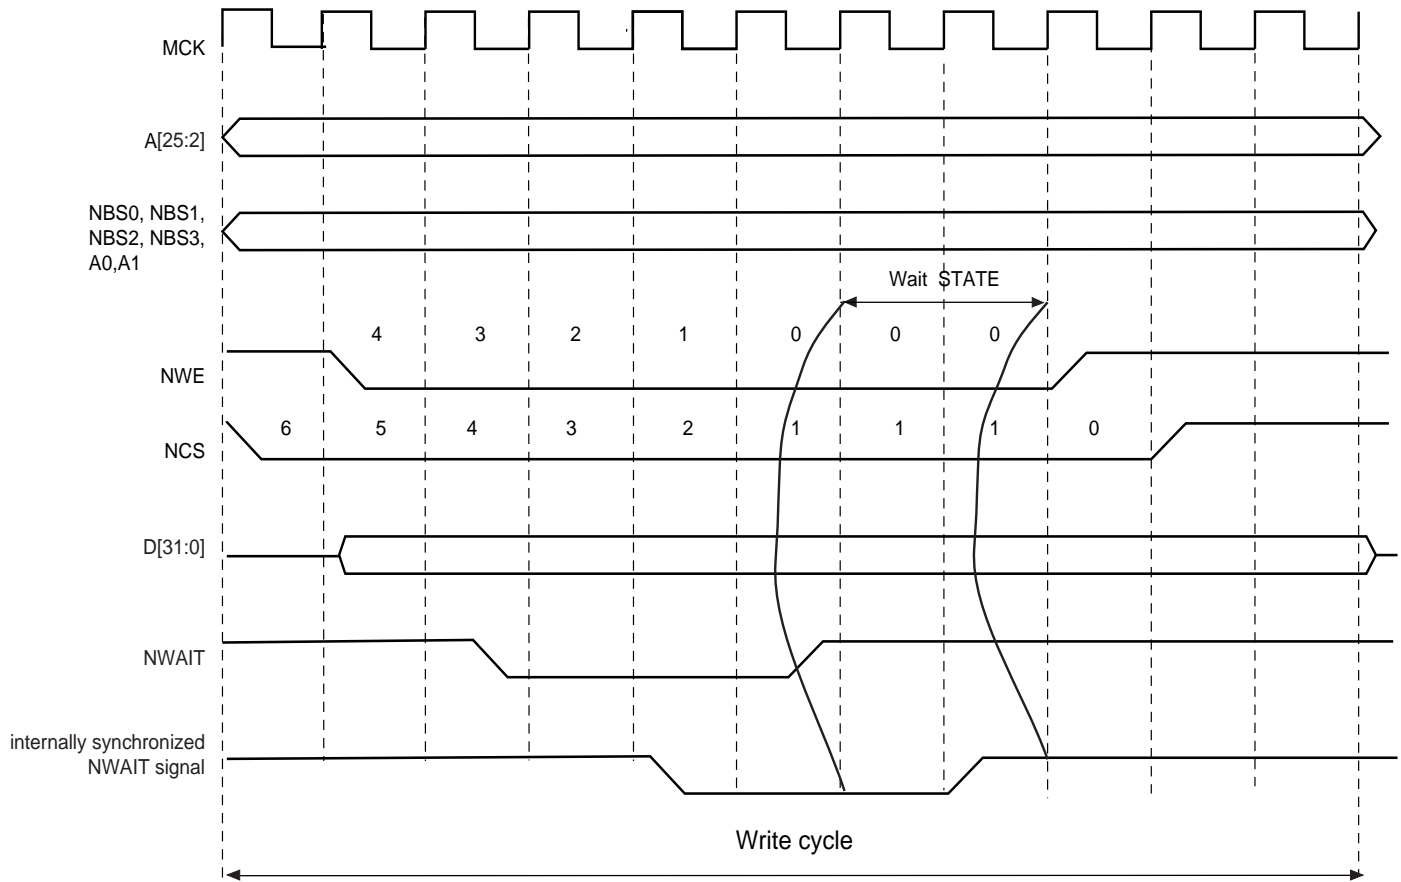 MCK
A[25:2]
NBS0, NBS1,
NBS2, NBS3,
A0,A1
Wait STATE
4 3 2 1 0 0 0
NWE
6 5 4 3 2 1 1 1 0
NCS
D[31:0]
NWAIT
internally synchronized
NWAIT signal
Write cycle